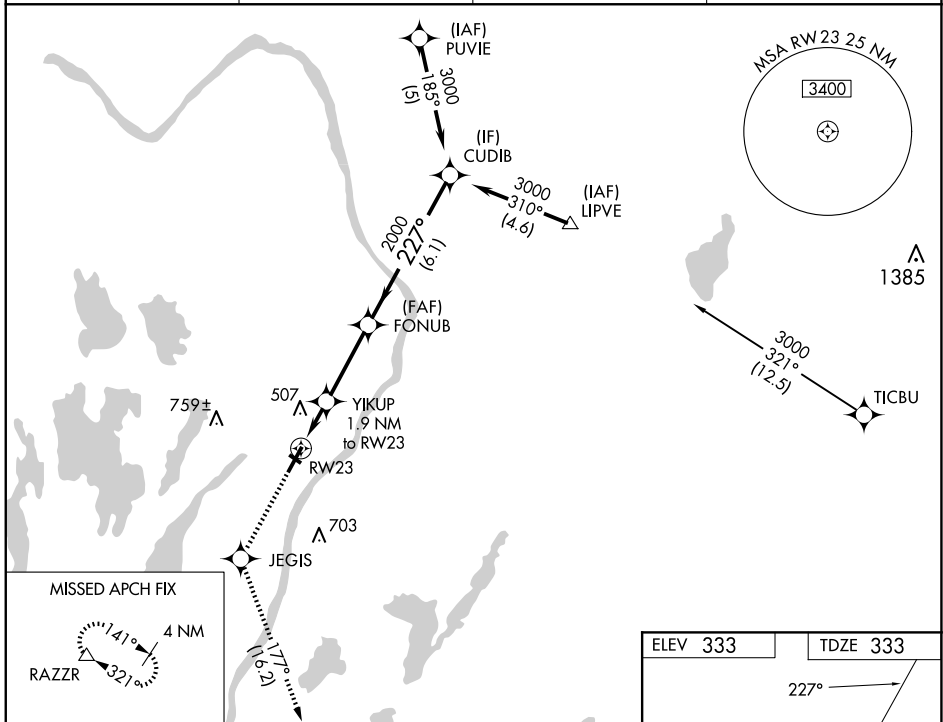 (IAF)
PUVIE
3000
185°
(5)
(IF)
CUDIB
3000
310°
(4.6)
(IAF)
LIPVE
MSA RW23 25 NM
3400
1385
2000
227°
(6.1)
(FAF)
FONUB
3000
321°
(12.5)
TICBU
759±
507
YIKUP
1.9 NM
to RW23
RW23
703
JEGIS
177°
(16.2)
MISSED APCH FIX
141°
4 NM
RAZZR
321°
ELEV 333
TDZE 333
227°